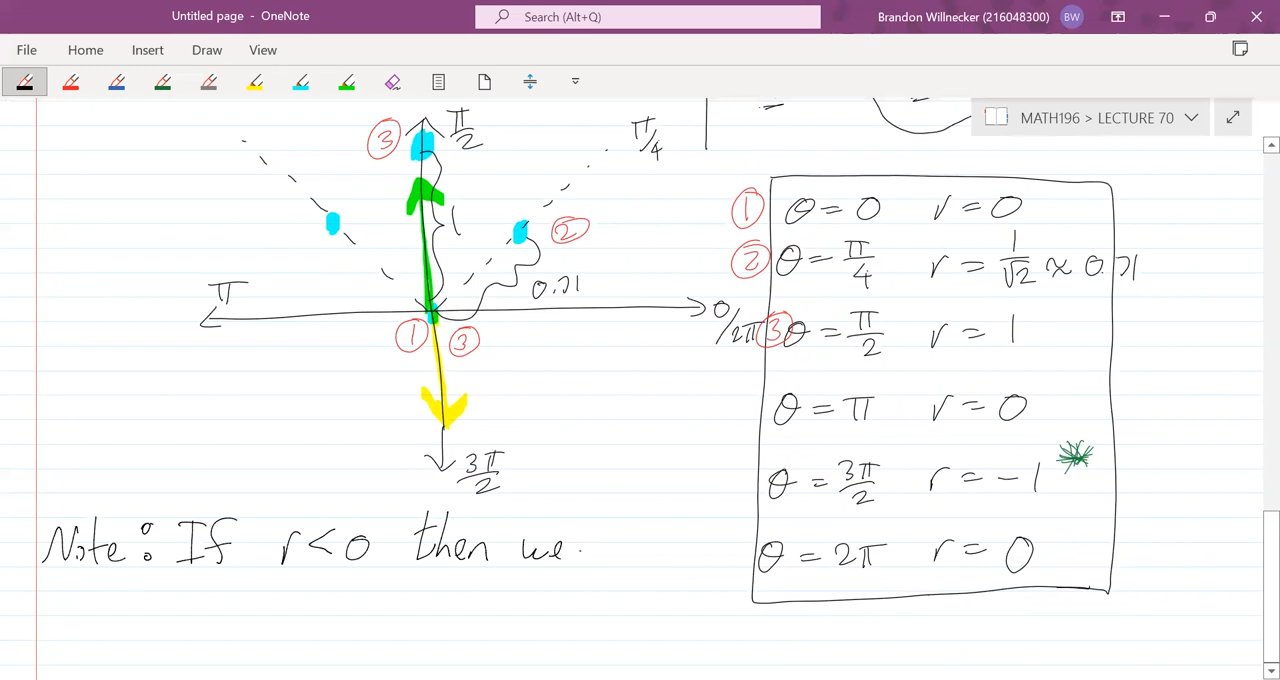 Untitled page - OneNote
Search (Alt+Q)
Brandon Willnecker (216048300)
BW
File Home Insert Draw View
MATH196 > LECTURE 70
③ π/2
π/4
1
②
0.71
π
0/2π
① ③
3π/2
① θ = 0 r = 0
② θ = π/4 r = 1/√2 ≈ 0.71
③ θ = π/2 r = 1
θ = π r = 0
θ = 3π/2 r = -1 *
θ = 2π r = 0
Note: If r < 0 then we